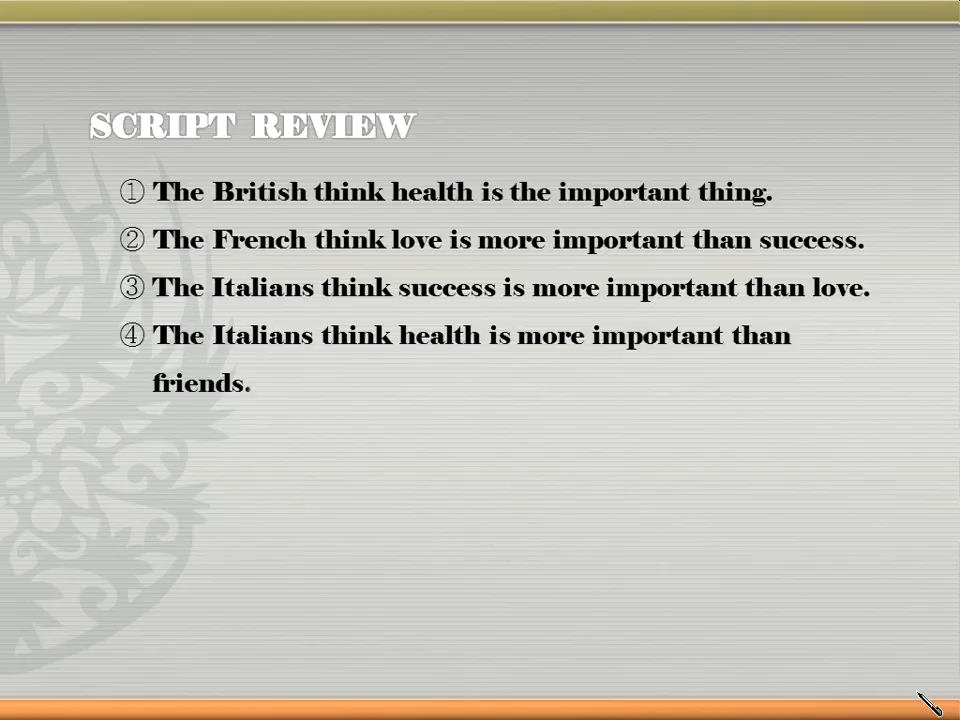 SCRIPT REVIEW
① The British think health is the important thing.
② The French think love is more important than success.
③ The Italians think success is more important than love.
④ The Italians think health is more important than
friends.